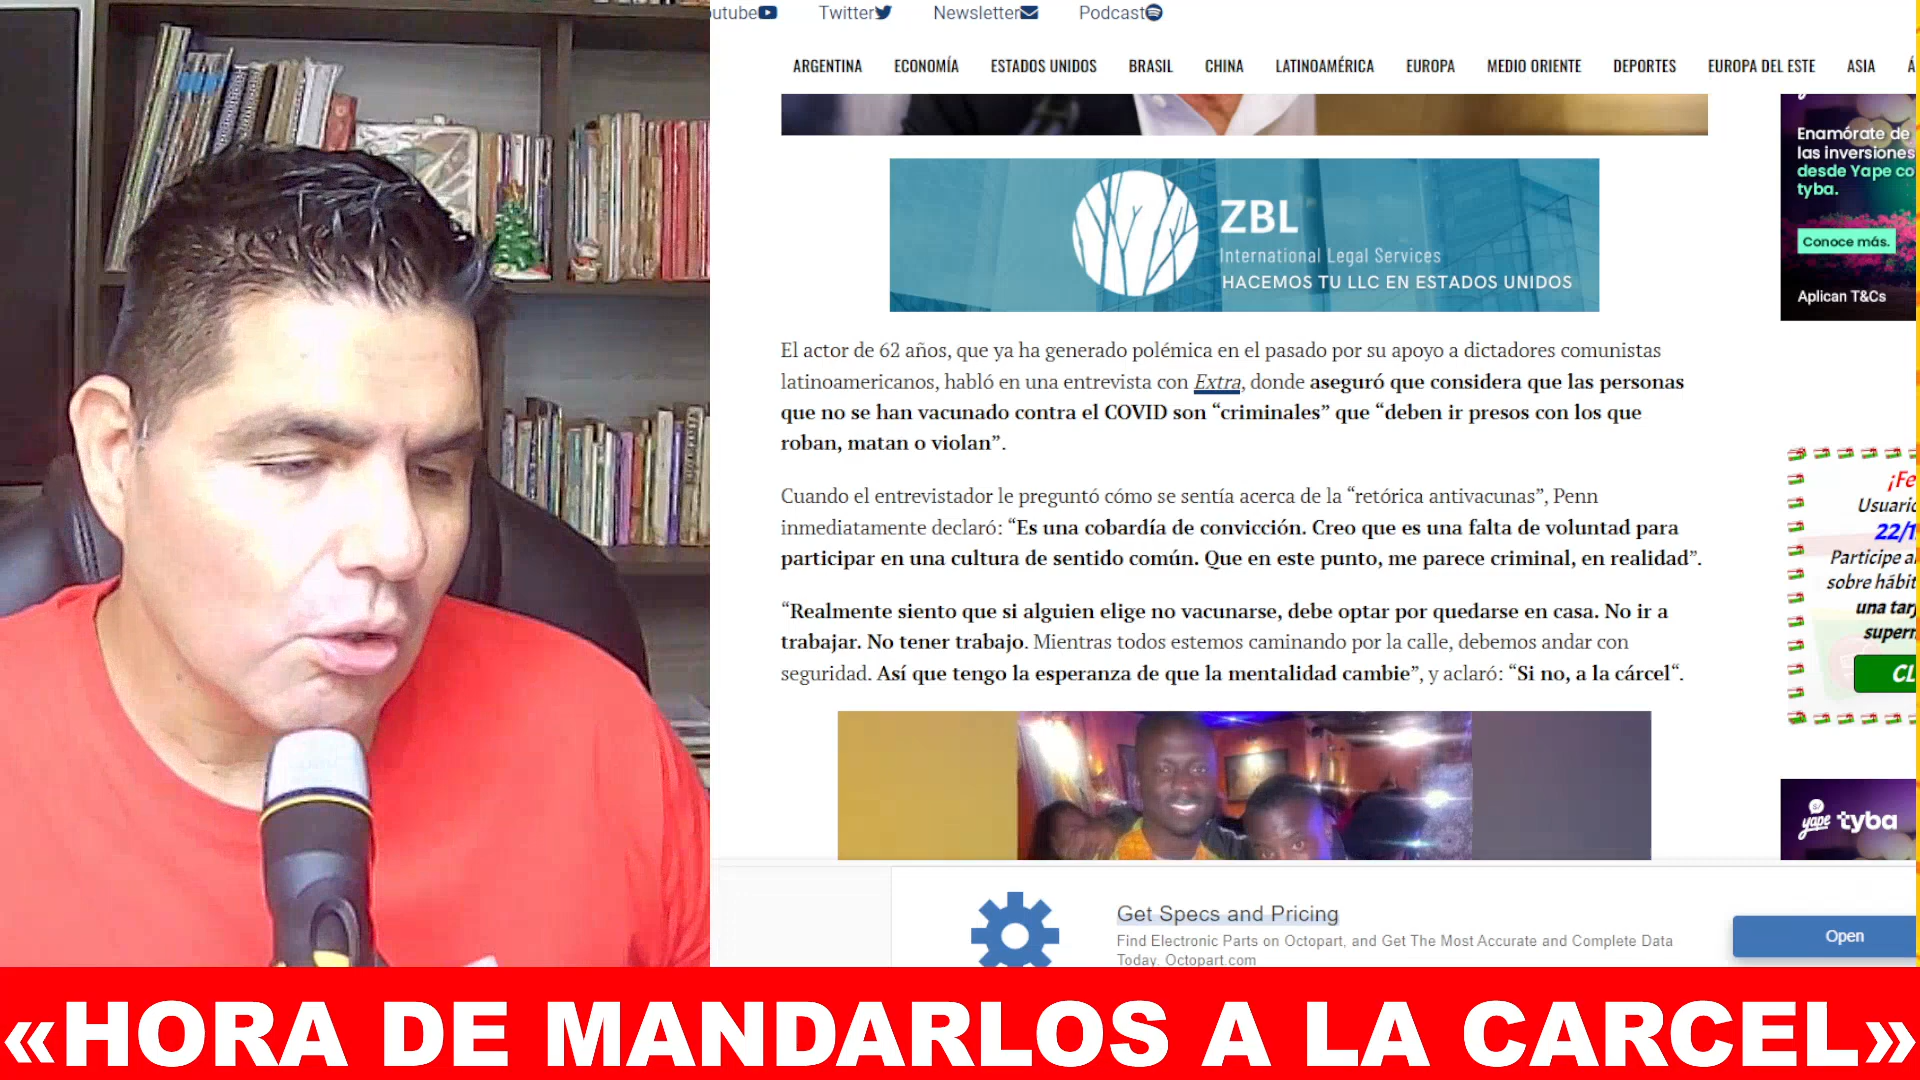 Twitter
Newsletter
Podcast
ARGENTINA ECONOMÍA ESTADOS UNIDOS BRASIL CHINA LATINOAMÉRICA EUROPA MEDIO ORIENTE DEPORTES EUROPA DEL ESTE ASIA
ZBL
International Legal Services
HACEMOS TU LLC EN ESTADOS UNIDOS
El actor de 62 años, que ya ha generado polémica en el pasado por su apoyo a dictadores comunistas
latinoamericanos, habló en una entrevista con Extra, donde aseguró que considera que las personas
que no se han vacunado contra el COVID son “criminales” que “deben ir presos con los que
roban, matan o violan”.
Cuando el entrevistador le preguntó cómo se sentía acerca de la “retórica antivacunas”, Penn
inmediatamente declaró: “Es una cobardía de convicción. Creo que es una falta de voluntad para
participar en una cultura de sentido común. Que en este punto, me parece criminal, en realidad”.
“Realmente siento que si alguien elige no vacunarse, debe optar por quedarse en casa. No ir a
trabajar. No tener trabajo. Mientras todos estemos caminando por la calle, debemos andar con
seguridad. Así que tengo la esperanza de que la mentalidad cambie”, y aclaró: “Si no, a la cárcel“.
Enamórate de
las inversiones
desde Yape co
tyba.
Conoce más.
Aplican T&Cs
¡Fe
Usuario
22/1
Participe a
sobre hábit
una tarj
superm
CL
yape tyba
Get Specs and Pricing
Find Electronic Parts on Octopart, and Get The Most Accurate and Complete Data
Today. Octopart.com
Open
«HORA DE MANDARLOS A LA CARCEL»